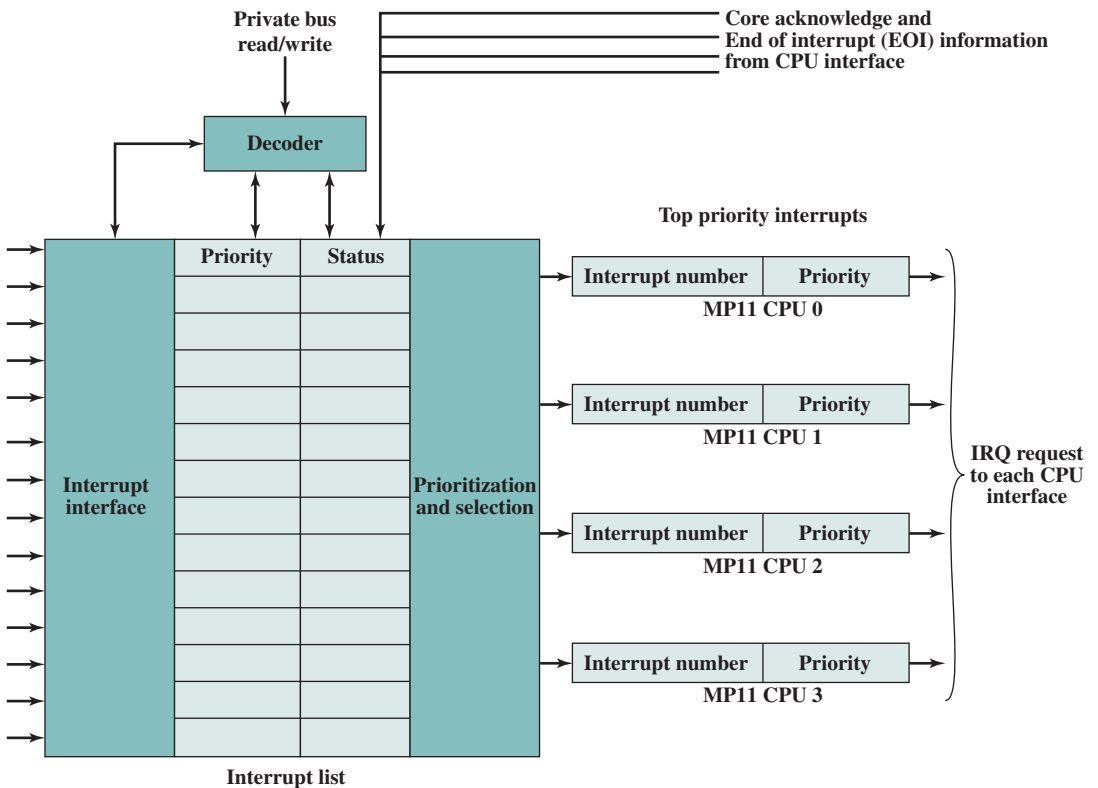 Private bus
read/write
Core acknowledge and
End of interrupt (EOI) information
from CPU interface
Decoder
Top priority interrupts
Priority
Status
Interrupt number
Priority
MP11 CPU 0
Interrupt number
Priority
MP11 CPU 1
IRQ request
to each CPU
interface
Interrupt
interface
Prioritization
and selection
Interrupt number
Priority
MP11 CPU 2
Interrupt number
Priority
MP11 CPU 3
Interrupt list